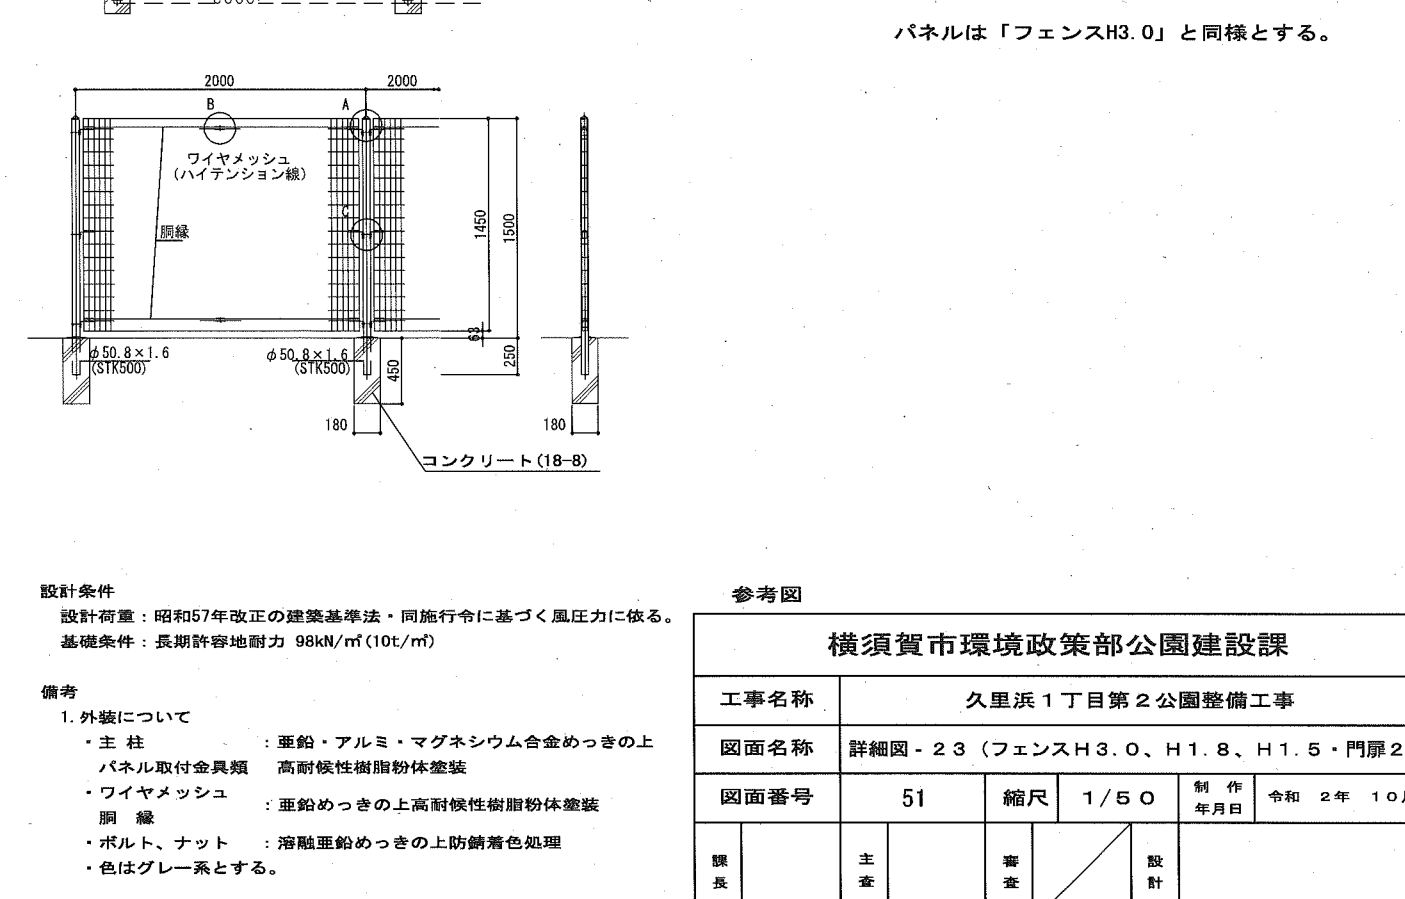 パネルは「フェンスH3.0」と同様とする。
2000
2000
B
A
ワイヤメッシュ
(ハイテンション線)
C
胴縁
1450
1500
63
φ50.8×1.6
(STK500)
φ50.8×1.6
(STK500)
450
250
180
180
コンクリート(18-8)
設計条件
設計荷重：昭和57年改正の建築基準法・同施行令に基づく風圧力に依る。
基礎条件：長期許容地耐力 98kN/㎡(10t/㎡)
備考
1.外装について
・主 柱 ：亜鉛・アルミ・マグネシウム合金めっきの上
パネル取付金具類 高耐候性樹脂粉体塗装
・ワイヤメッシュ
胴 縁 ：亜鉛めっきの上高耐候性樹脂粉体塗装
・ボルト、ナット ：溶融亜鉛めっきの上防錆着色処理
・色はグレー系とする。
参考図
横須賀市環境政策部公園建設課
工事名称 久里浜１丁目第２公園整備工事
図面名称 詳細図-２３（フェンスＨ３.０、Ｈ１.８、Ｈ１.５・門扉２
図面番号 51 縮尺 １/５０ 制 作 年月日 令和 ２年 １０
課長 主査 審査 設計